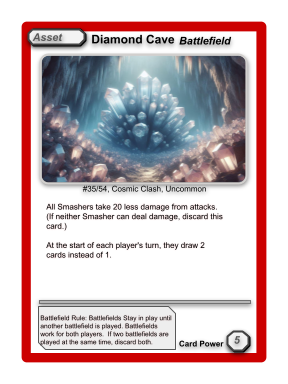 Asset
Diamond Cave Battlefield
#35/54, Cosmic Clash, Uncommon
All Smashers take 20 less damage from attacks.
(If neither Smasher can deal damage, discard this
card.)
At the start of each player's turn, they draw 2
cards instead of 1.
Battlefield Rule: Battlefields Stay in play until
another battlefield is played. Battlefields
work for both players. If two battlefields are
played at the same time, discard both.
Card Power 5